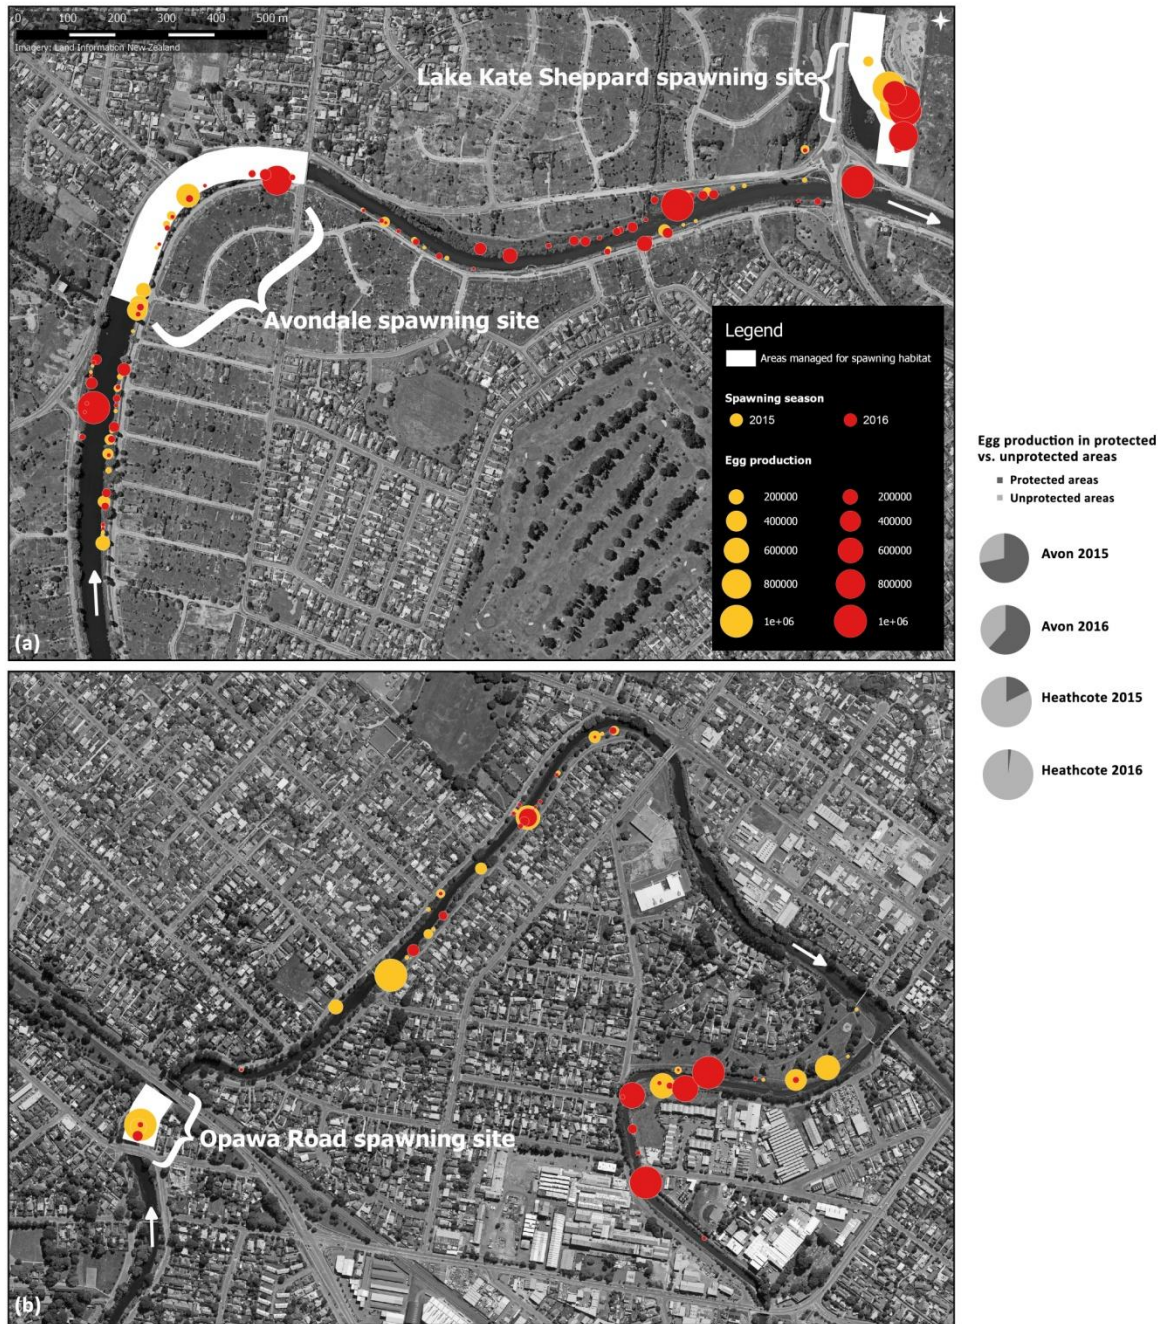 0 100 200 300 400 500 m
Imagery: Land Information New Zealand
Lake Kate Sheppard spawning site
Avondale spawning site
Legend
Areas managed for spawning habitat
Spawning season
2015 2016
Egg production
200000 200000
400000 400000
600000 600000
800000 800000
1e+06 1e+06
(a)
Egg production in protected
vs. unprotected areas
Protected areas
Unprotected areas
Avon 2015
Avon 2016
Heathcote 2015
Heathcote 2016
Opawa Road spawning site
(b)